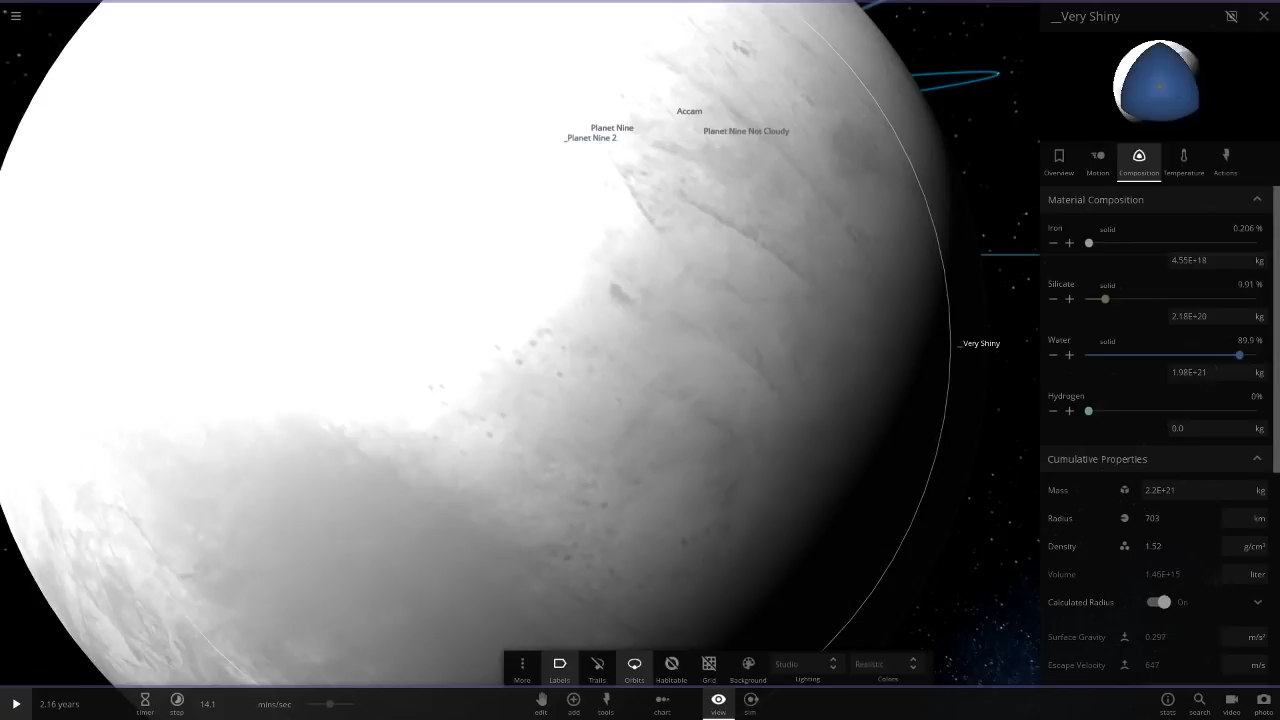 __Very Shiny
Accam
Planet Nine
Planet Nine Not Cloudy
_Planet Nine 2
__Very Shiny
Overview
Motion
Composition
Temperature
Actions
Material Composition
Iron solid 0.206 %
4.55E+18 kg
Silicate solid 9.91 %
2.18E+20 kg
Water solid 89.9 %
1.98E+21 kg
Hydrogen 0%
0.0 kg
Cumulative Properties
Mass 2.2E+21 kg
Radius 703 km
Density 1.52 g/cm³
Volume 1.46E+15 liter
Calculated Radius On
Surface Gravity 0.297 m/s²
Escape Velocity 647 m/s
More
Labels
Trails
Orbits
Habitable
Grid
Background
Studio
Lighting
Realistic
Colors
2.16 years
timer
step
14.1 mins/sec
edit
add
tools
chart
view
sim
stats
search
video
photo